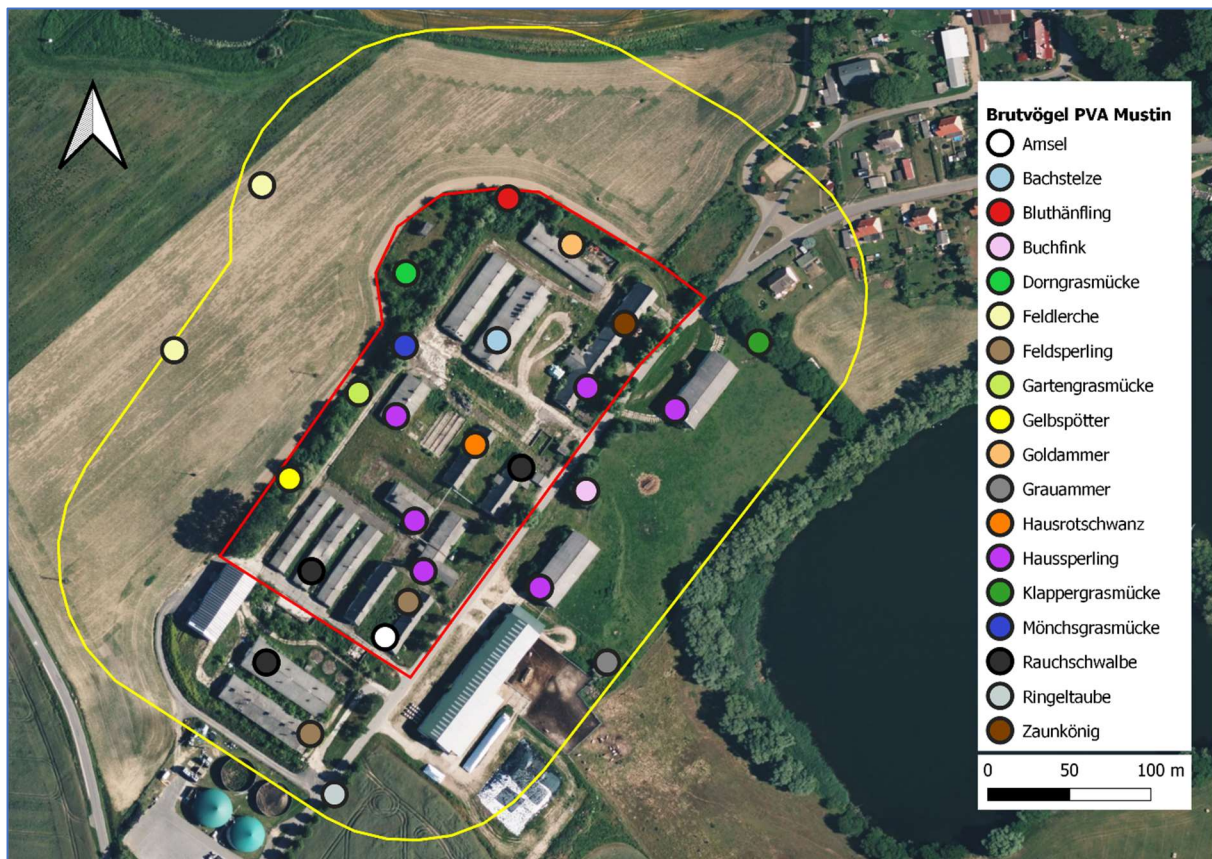 Brutvögel PVA Mustin
Amsel
Bachstelze
Bluthänfling
Buchfink
Dorngrasmücke
Feldlerche
Feldsperling
Gartengrasmücke
Gelbspötter
Goldammer
Grauammer
Hausrotschwanz
Haussperling
Klappergrasmücke
Mönchsgrasmücke
Rauchschwalbe
Ringeltaube
Zaunkönig
0 50 100 m